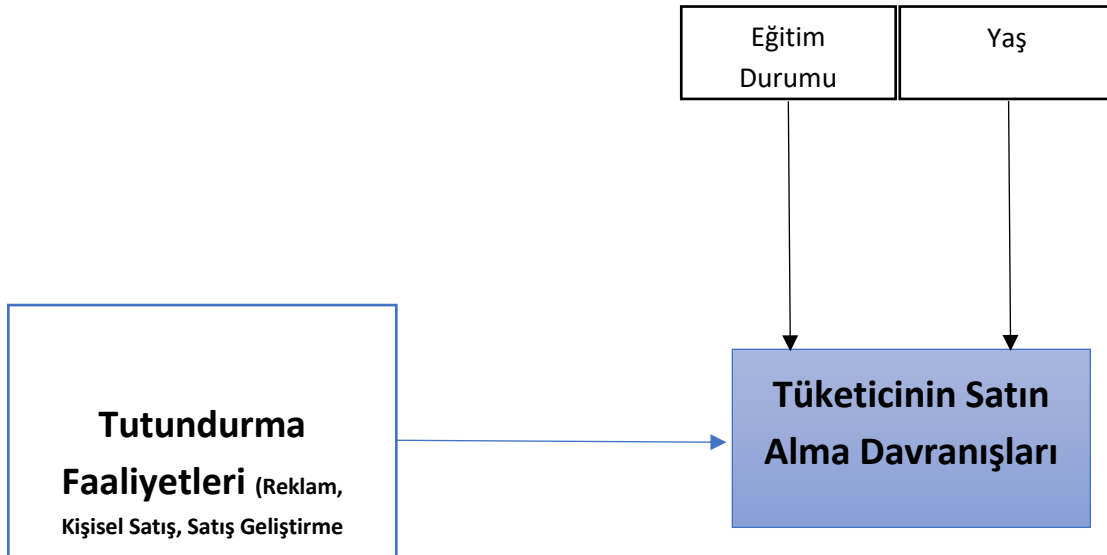 Eğitim
Durumu
Yaş
Tüketicinin Satın
Alma Davranışları
Tutundurma
Faaliyetleri (Reklam,
Kişisel Satış, Satış Geliştirme